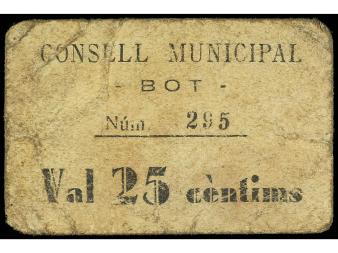 CONSELL MUNICIPAL
- BOT -
Núm. 295
Val 25 cèntims